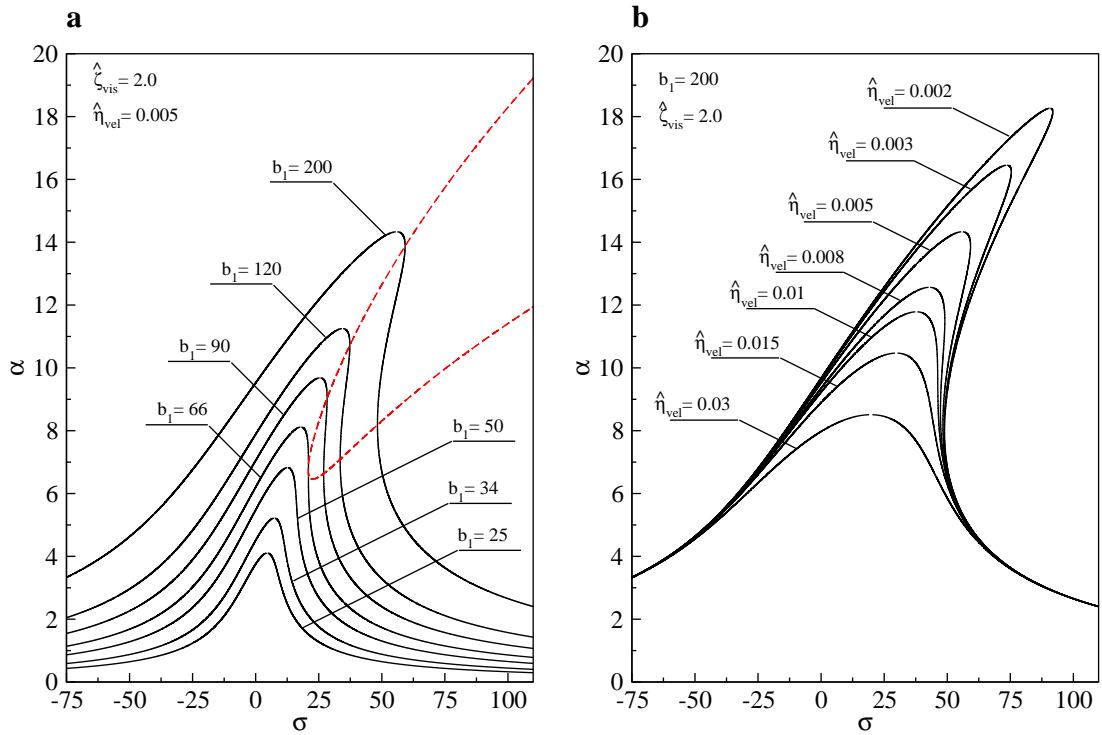 a
ζ̂vis= 2.0
η̂vel= 0.005
b1= 200
b1= 120
b1= 90
b1= 66
b1= 50
b1= 34
b1= 25
20
18
16
14
12
10
8
6
4
2
0
α
-75 -50 -25 0 25 50 75 100
σ
b
b1= 200
ζ̂vis= 2.0
η̂vel= 0.002
η̂vel= 0.003
η̂vel= 0.005
η̂vel= 0.008
η̂vel= 0.01
η̂vel= 0.015
η̂vel= 0.03
20
18
16
14
12
10
8
6
4
2
0
α
-75 -50 -25 0 25 50 75 100
σ